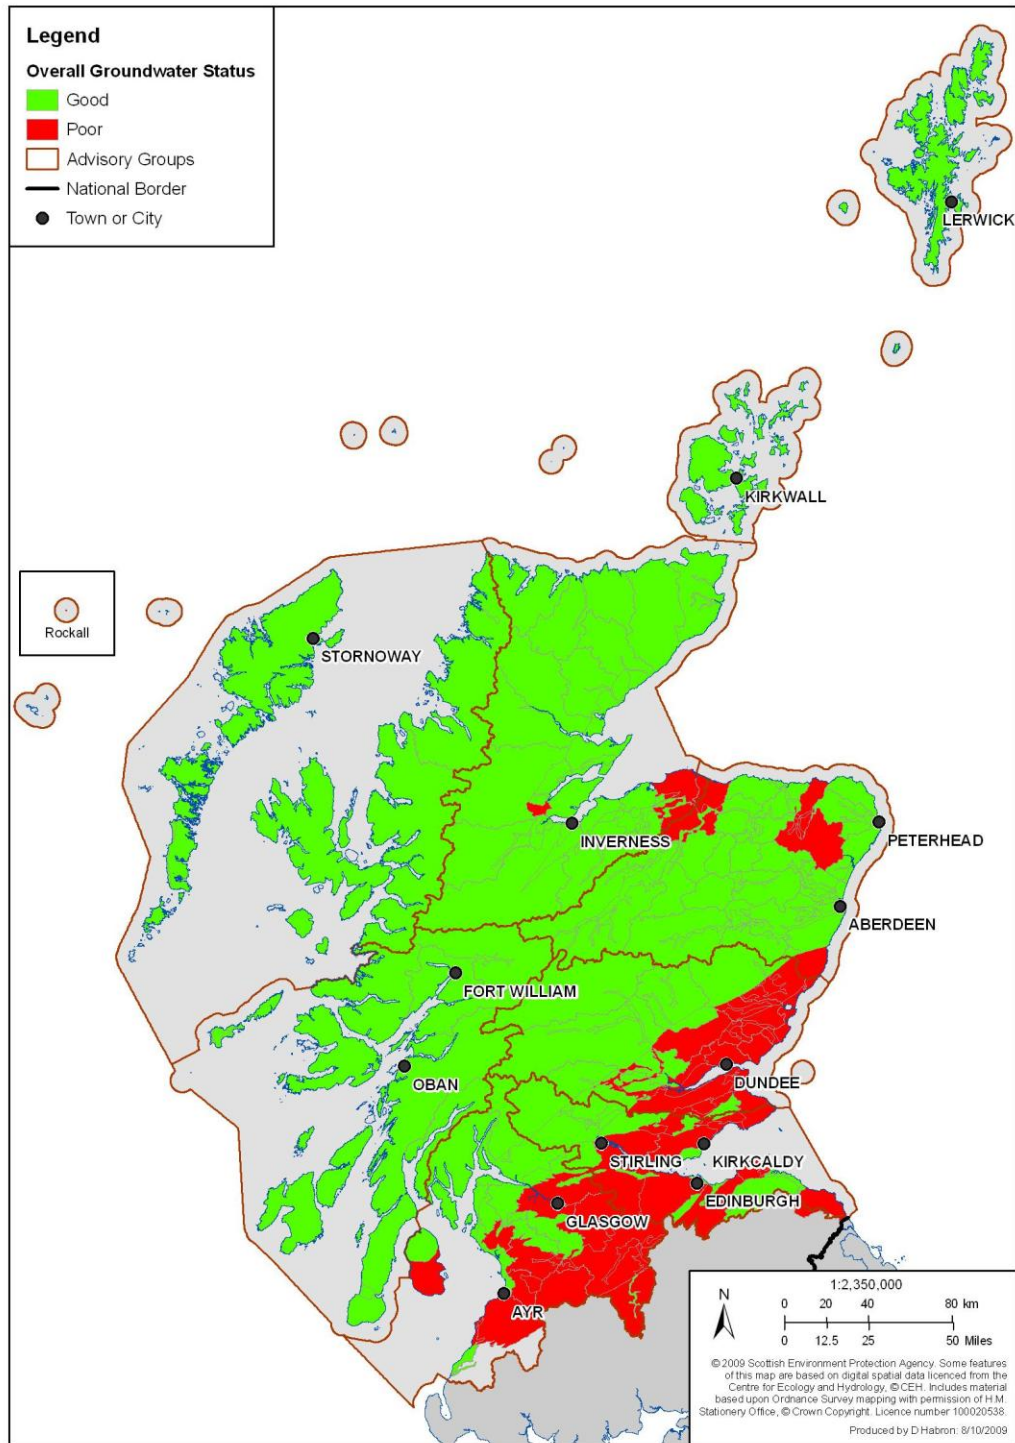 Legend
Overall Groundwater Status
Good
Poor
Advisory Groups
National Border
Town or City
LERWICK
KIRKWALL
Rockall
STORNOWAY
INVERNESS
PETERHEAD
ABERDEEN
FORT WILLIAM
OBAN
DUNDEE
STIRLING
KIRKCALDY
EDINBURGH
GLASGOW
AYR
N
1:2,350,000
0 20 40 80 km
0 12.5 25 50 Miles
© 2009 Scottish Environment Protection Agency. Some features
of this map are based on digital spatial data licenced from the
Centre for Ecology and Hydrology, © CEH. Includes material
based upon Ordnance Survey mapping with permission of H.M.
Stationery Office, © Crown Copyright. Licence number 100020538.
Produced by D Habron: 8/10/2009